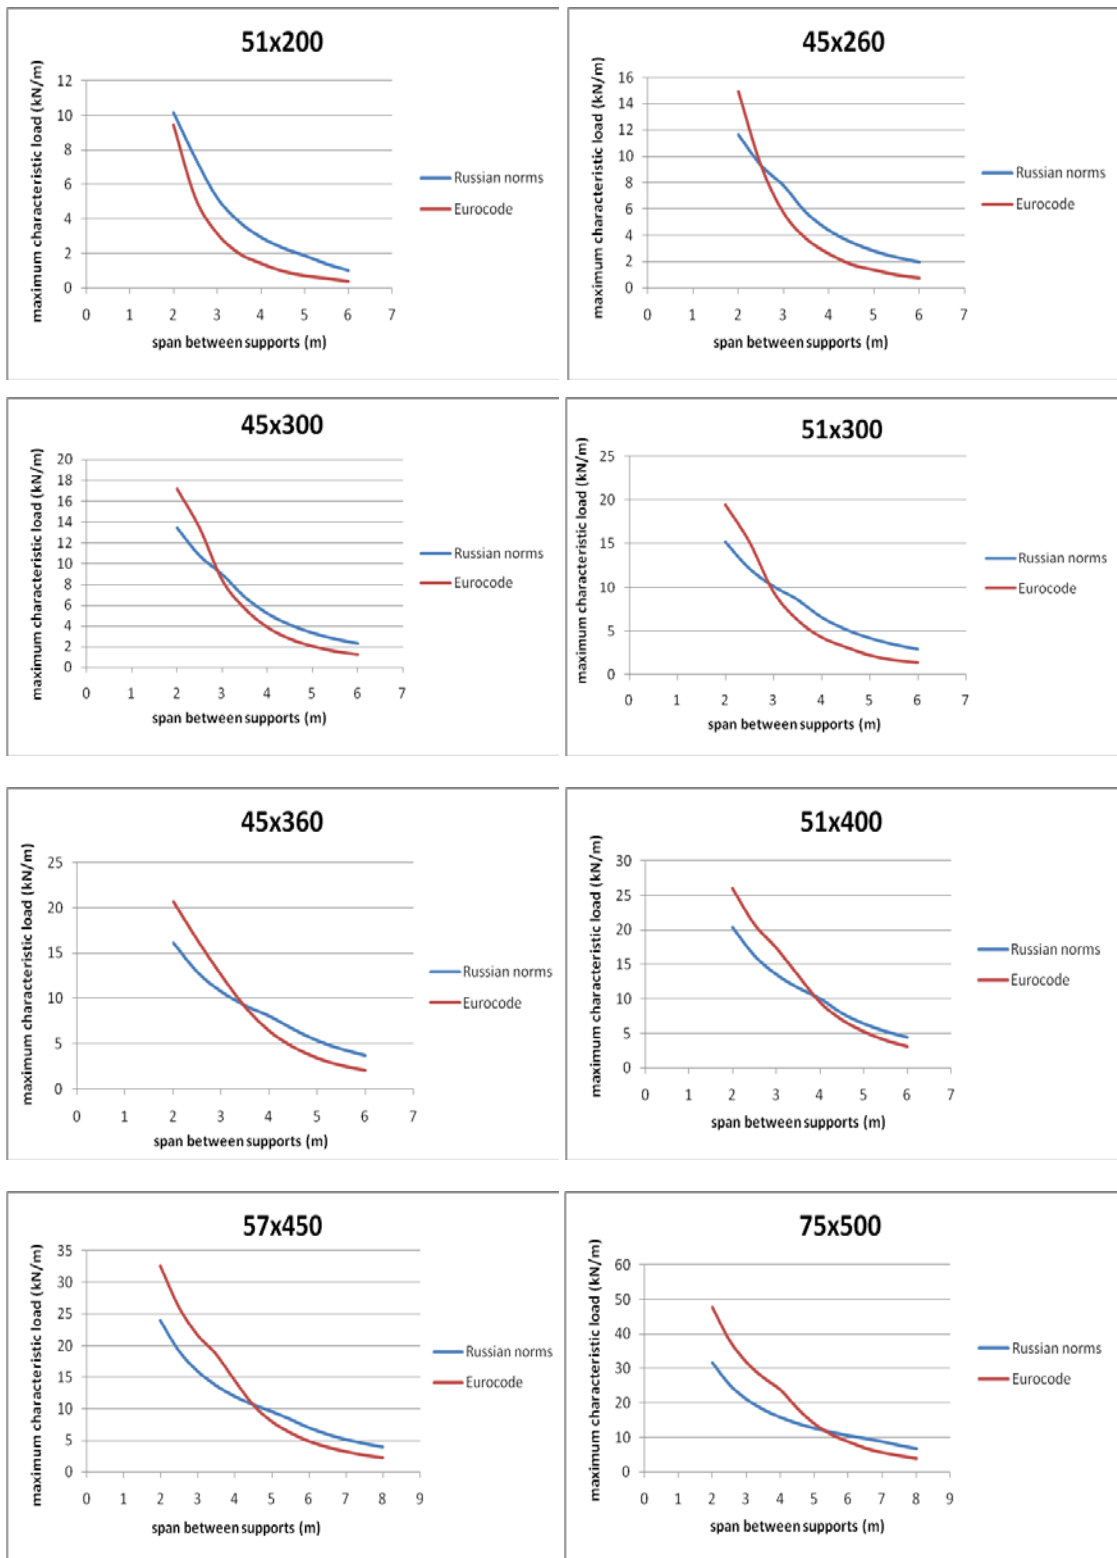 51x200
maximum characteristic load (kN/m)
12
10
8
6
4
2
0
0 1 2 3 4 5 6 7
span between supports (m)
Russian norms
Eurocode
45x260
maximum characteristic load (kN/m)
16
14
12
10
8
6
4
2
0
0 1 2 3 4 5 6 7
span between supports (m)
Russian norms
Eurocode
45x300
maximum characteristic load (kN/m)
20
18
16
14
12
10
8
6
4
2
0
0 1 2 3 4 5 6 7
span between supports (m)
Russian norms
Eurocode
51x300
maximum characteristic load (kN/m)
25
20
15
10
5
0
0 1 2 3 4 5 6 7
span between supports (m)
Russian norms
Eurocode
45x360
maximum characteristic load (kN/m)
25
20
15
10
5
0
0 1 2 3 4 5 6 7
span between supports (m)
Russian norms
Eurocode
51x400
maximum characteristic load (kN/m)
30
25
20
15
10
5
0
0 1 2 3 4 5 6 7
span between supports (m)
Russian norms
Eurocode
57x450
maximum characteristic load (kN/m)
35
30
25
20
15
10
5
0
0 1 2 3 4 5 6 7 8 9
span between supports (m)
Russian norms
Eurocode
75x500
maximum characteristic load (kN/m)
60
50
40
30
20
10
0
0 1 2 3 4 5 6 7 8 9
span between supports (m)
Russian norms
Eurocode